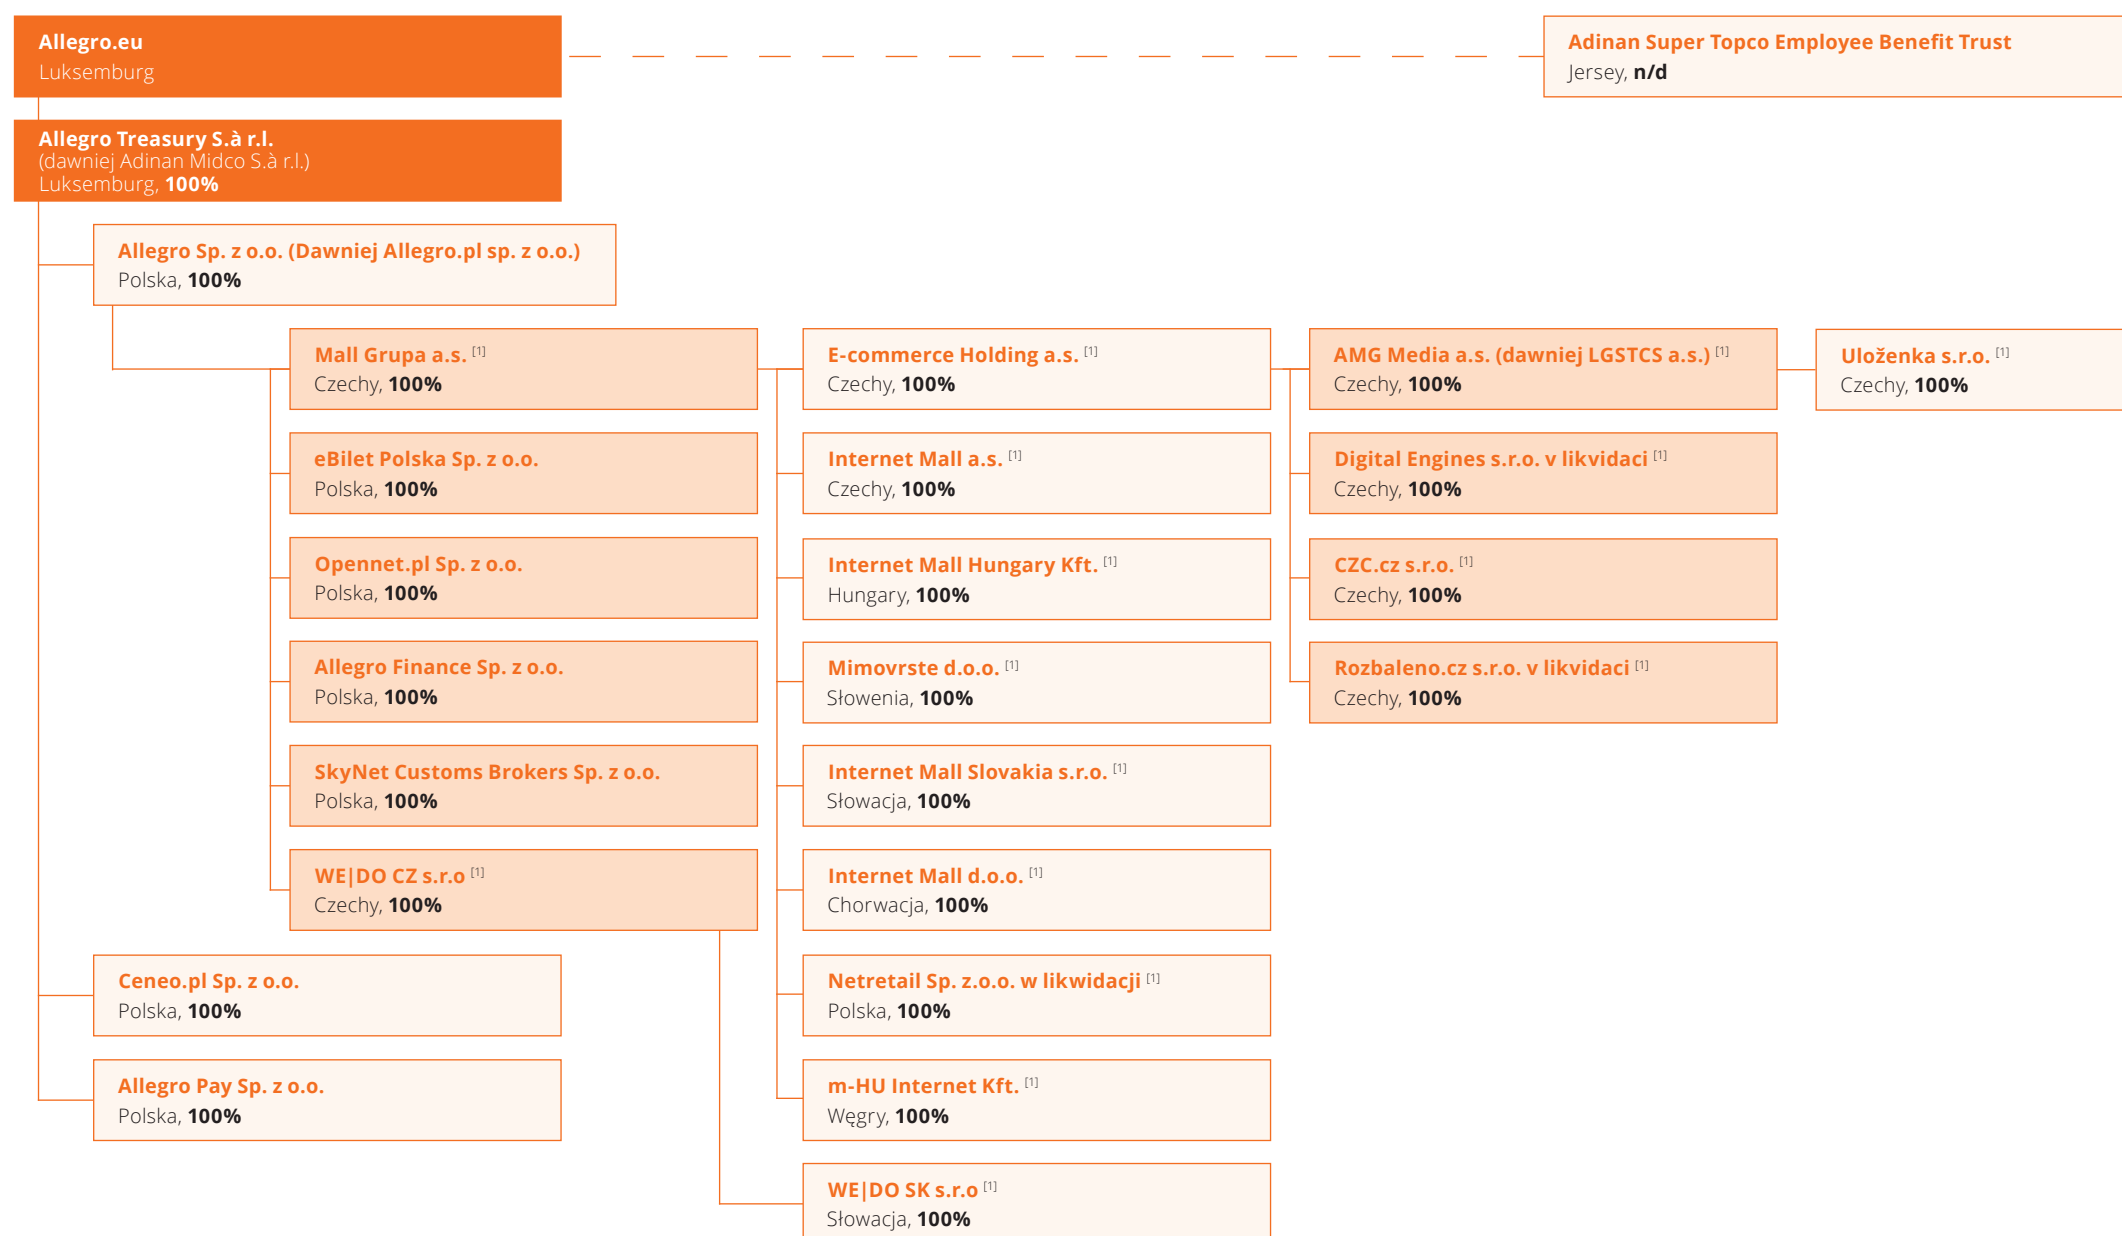 Allegro.eu
Luksemburg
Adinan Super Topco Employee Benefit Trust
Jersey, n/d
Allegro Treasury S.à r.l.
(dawniej Adinan Midco S.à r.l.)
Luksemburg, 100%
Allegro Sp. z o.o. (Dawniej Allegro.pl sp. z o.o.)
Polska, 100%
Mall Grupa a.s. [1]
Czechy, 100%
E-commerce Holding a.s. [1]
Czechy, 100%
AMG Media a.s. (dawniej LGSTCS a.s.) [1]
Czechy, 100%
Uloženka s.r.o. [1]
Czechy, 100%
eBilet Polska Sp. z o.o.
Polska, 100%
Internet Mall a.s. [1]
Czechy, 100%
Digital Engines s.r.o. v likvidaci [1]
Czechy, 100%
Opennet.pl Sp. z o.o.
Polska, 100%
Internet Mall Hungary Kft. [1]
Hungary, 100%
CZC.cz s.r.o. [1]
Czechy, 100%
Allegro Finance Sp. z o.o.
Polska, 100%
Mimovrste d.o.o. [1]
Słowenia, 100%
Rozbaleno.cz s.r.o. v likvidaci [1]
Czechy, 100%
SkyNet Customs Brokers Sp. z o.o.
Polska, 100%
Internet Mall Slovakia s.r.o. [1]
Słowacja, 100%
WE|DO CZ s.r.o [1]
Czechy, 100%
Internet Mall d.o.o. [1]
Chorwacja, 100%
Ceneo.pl Sp. z o.o.
Polska, 100%
Netretail Sp. z.o.o. w likwidacji [1]
Polska, 100%
Allegro Pay Sp. z o.o.
Polska, 100%
m-HU Internet Kft. [1]
Węgry, 100%
WE|DO SK s.r.o [1]
Słowacja, 100%